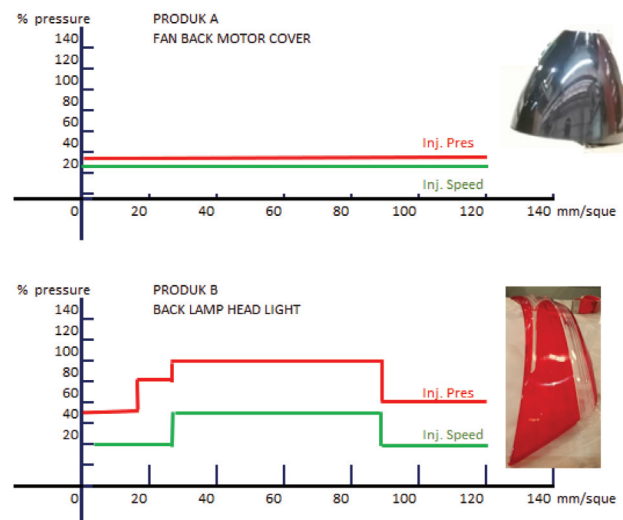 % pressure
PRODUK A
FAN BACK MOTOR COVER
140
120
100
80
60
40
20
Inj. Pres
Inj. Speed
0 20 40 60 80 100 120 140 mm/sque
% pressure
PRODUK B
BACK LAMP HEAD LIGHT
140
120
100
80
60
40
20
Inj. Pres
Inj. Speed
0 20 40 60 80 100 120 140 mm/sque